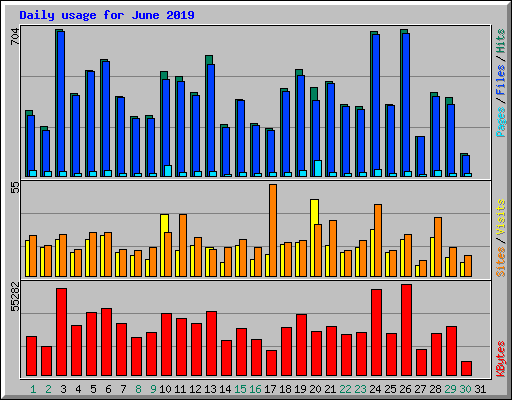 Daily usage for June 2019
704
Pages / Files / Hits
55
Sites / Visits
55282
KBytes
1 2 3 4 5 6 7 8 9 10 11 12 13 14 15 16 17 18 19 20 21 22 23 24 25 26 27 28 29 30 31